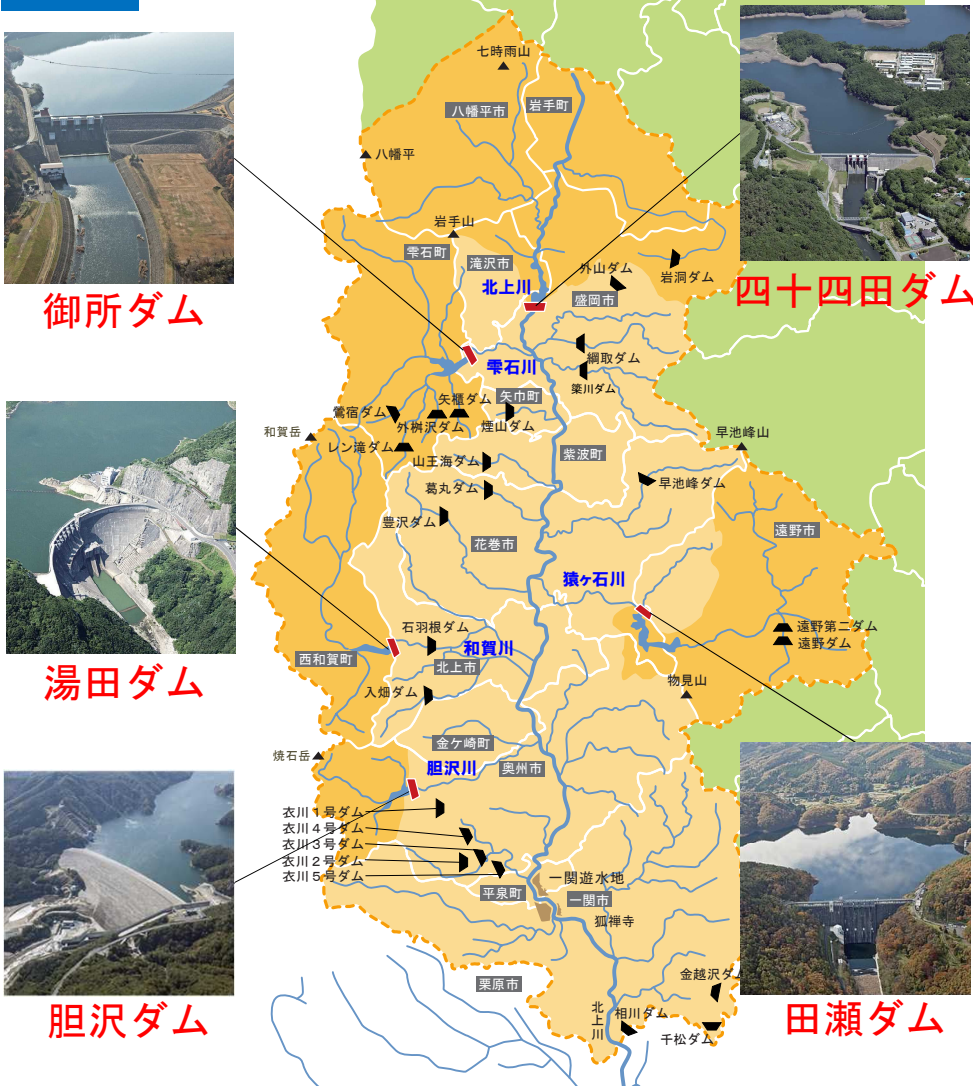 七時雨山
八幡平市
岩手町
八幡平
岩手山
雫石町
滝沢市
北上川
外山ダム
岩洞ダム
盛岡市
御所ダム
四十四田ダム
綱取ダム
雫石川
簗川ダム
矢櫃ダム
矢巾町
鶯宿ダム
外桝沢ダム
煙山ダム
和賀岳
レン滝ダム
紫波町
早池峰山
山王海ダム
葛丸ダム
早池峰ダム
豊沢ダム
花巻市
遠野市
猿ヶ石川
石羽根ダム
遠野第二ダム
遠野ダム
和賀川
西和賀町
北上市
湯田ダム
入畑ダム
物見山
金ケ崎町
焼石岳
胆沢川
奥州市
衣川1号ダム
衣川4号ダム
衣川3号ダム
衣川2号ダム
衣川5号ダム
一関遊水地
平泉町
一関市
狐禅寺
栗原市
金越沢ダム
北上川
相川ダム
千松ダム
胆沢ダム
田瀬ダム